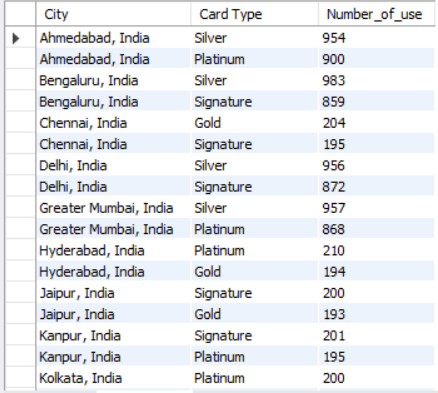 City Card Type Number_of_use
Ahmedabad, India Silver 954
Ahmedabad, India Platinum 900
Bengaluru, India Silver 983
Bengaluru, India Signature 859
Chennai, India Gold 204
Chennai, India Signature 195
Delhi, India Silver 956
Delhi, India Signature 872
Greater Mumbai, India Silver 957
Greater Mumbai, India Platinum 868
Hyderabad, India Platinum 210
Hyderabad, India Gold 194
Jaipur, India Signature 200
Jaipur, India Gold 193
Kanpur, India Signature 201
Kanpur, India Platinum 195
Kolkata, India Platinum 200